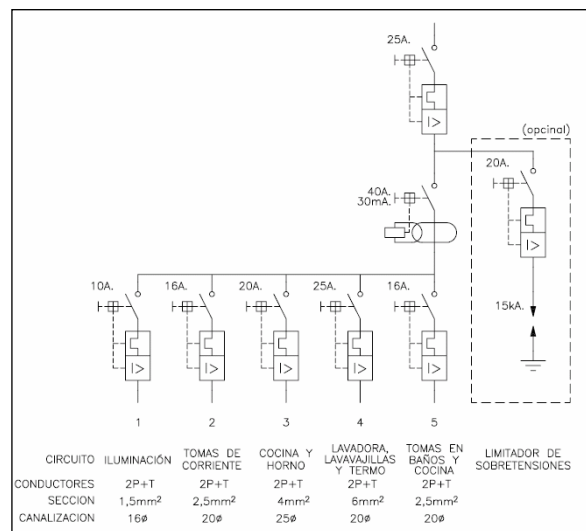 25A.
(opcinal)
20A.
40A.
30mA.
10A.
16A.
20A.
25A.
16A.
15kA.
I>
I>
I>
I>
I>
I>
I>
1
2
3
4
5
CIRCUITO
ILUMINACIÓN
TOMAS DE
CORRIENTE
COCINA Y
HORNO
LAVADORA,
LAVAVAJILLAS
Y TERMO
TOMAS EN
BAÑOS Y
COCINA
LIMITADOR DE
SOBRETENSIONES
CONDUCTORES 2P+T 2P+T 2P+T 2P+T 2P+T
SECCION 1,5mm² 2,5mm² 4mm² 6mm² 2,5mm²
CANALIZACION 16ø 20ø 25ø 20ø 20ø